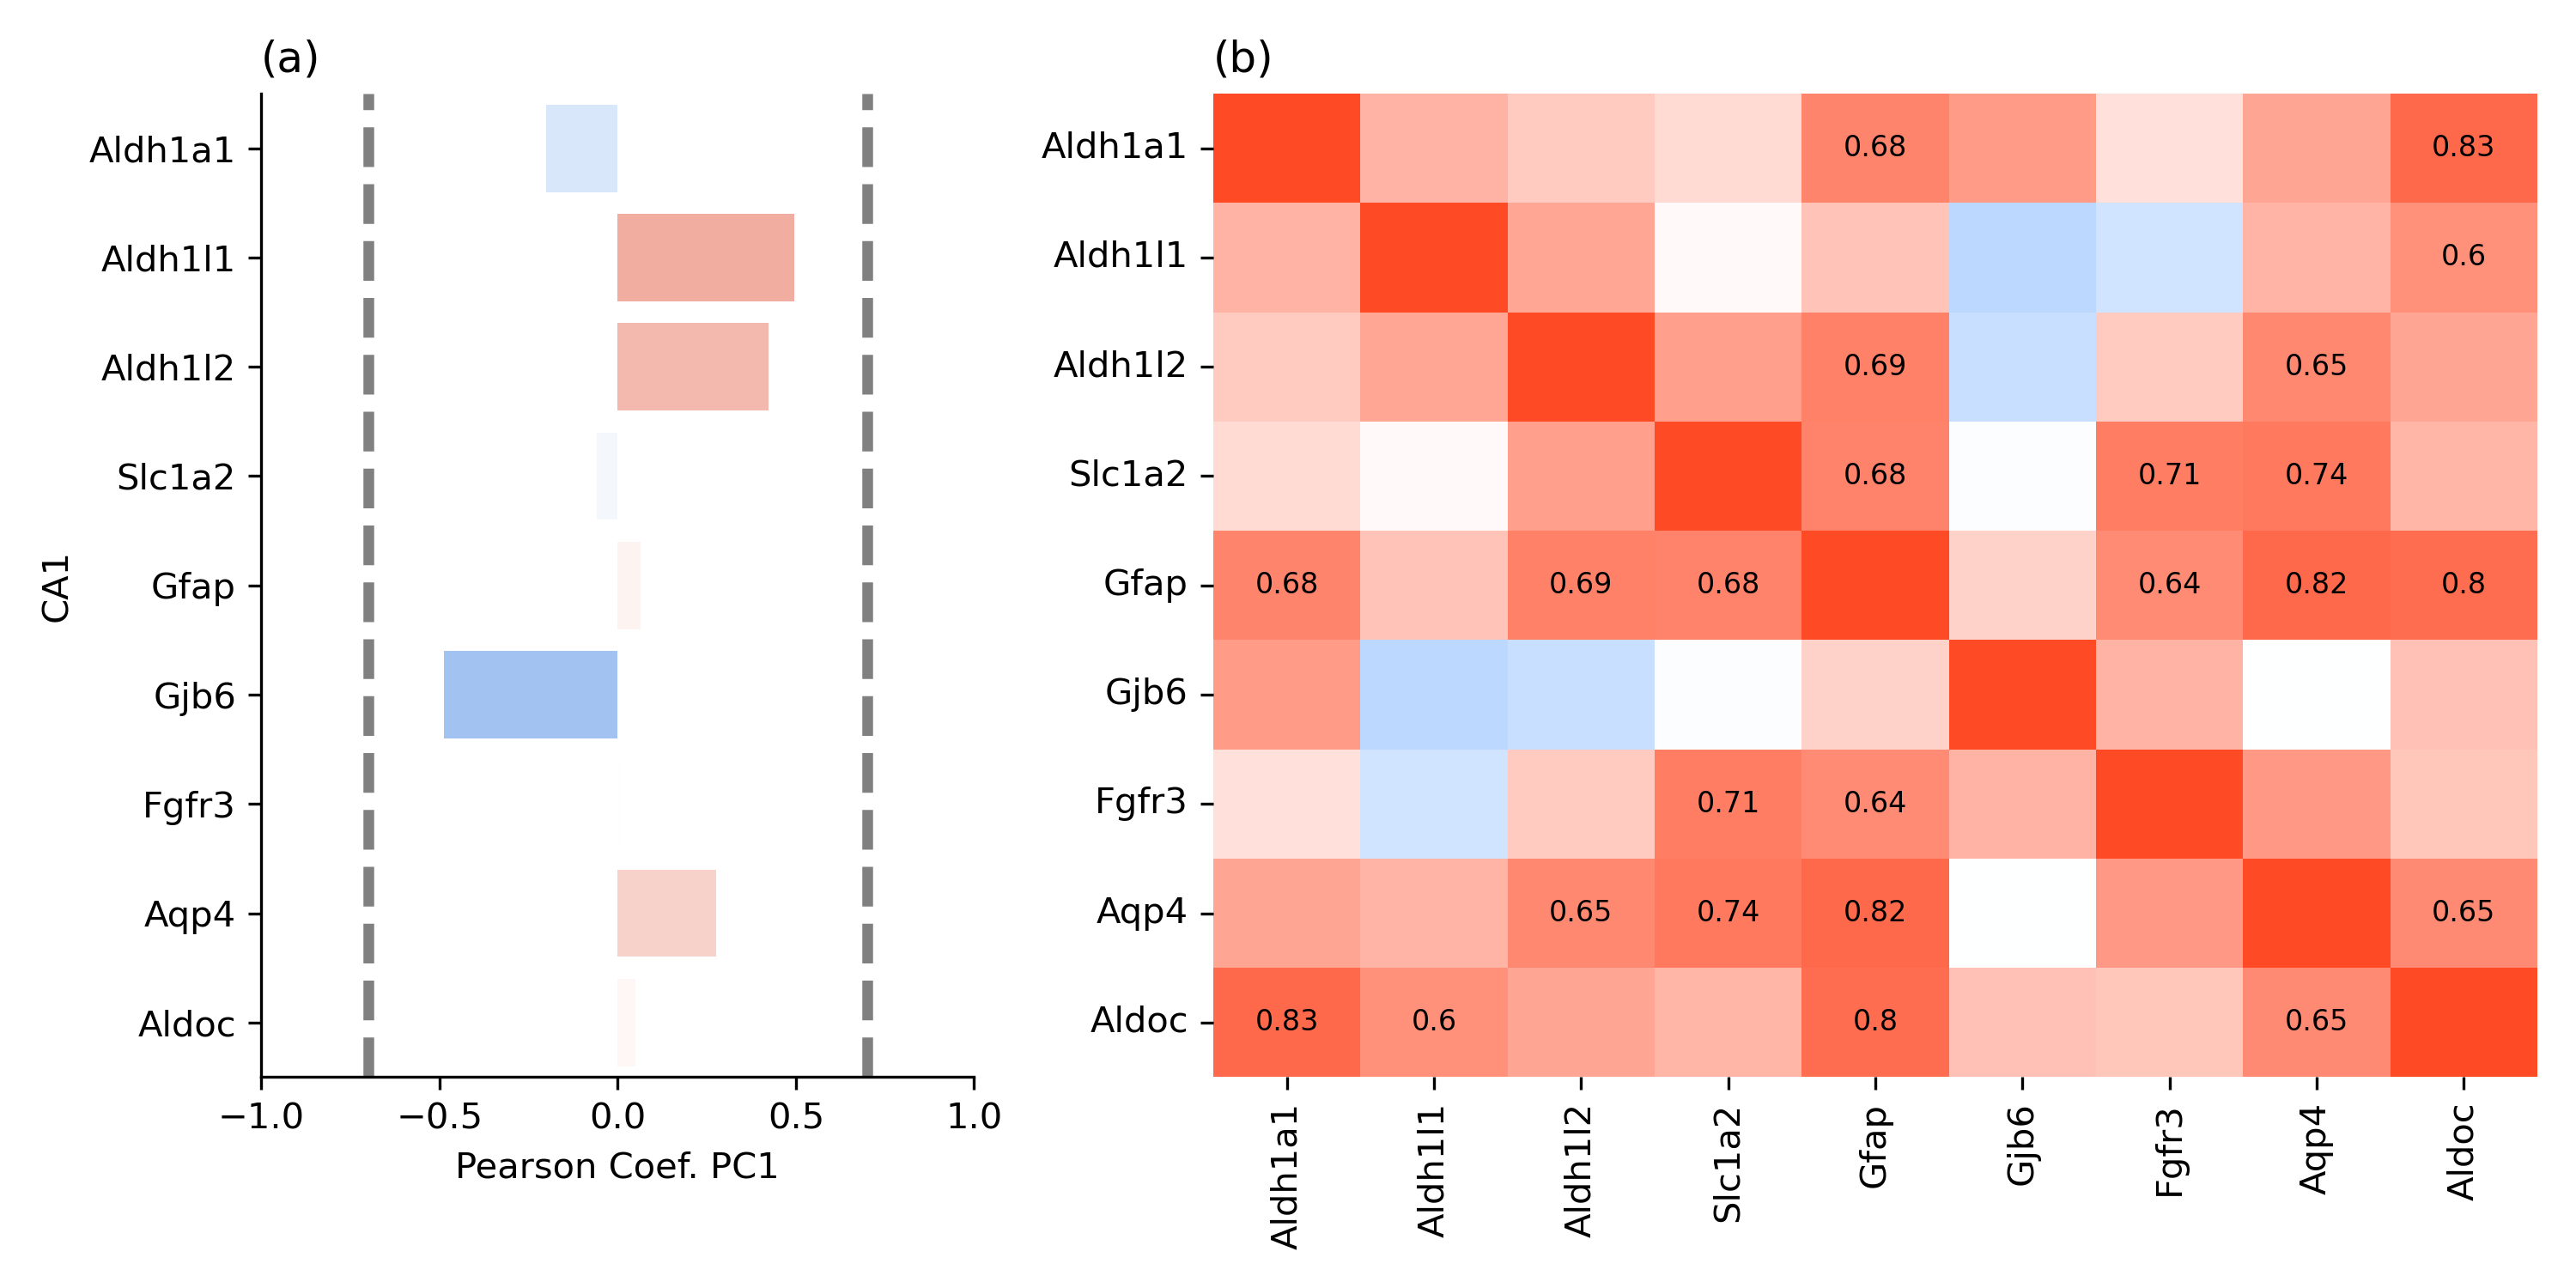 (a)
Aldh1a1
Aldh1l1
Aldh1l2
Slc1a2
Gfap
Gjb6
Fgfr3
Aqp4
Aldoc
CA1
−1.0 −0.5 0.0 0.5 1.0
Pearson Coef. PC1
(b)
Aldh1a1 0.68 0.83
Aldh1l1 0.6
Aldh1l2 0.69 0.65
Slc1a2 0.68 0.71 0.74
Gfap 0.68 0.69 0.68 0.64 0.82 0.8
Gjb6
Fgfr3 0.71 0.64
Aqp4 0.65 0.74 0.82 0.65
Aldoc 0.83 0.6 0.8 0.65
Aldh1a1 Aldh1l1 Aldh1l2 Slc1a2 Gfap Gjb6 Fgfr3 Aqp4 Aldoc